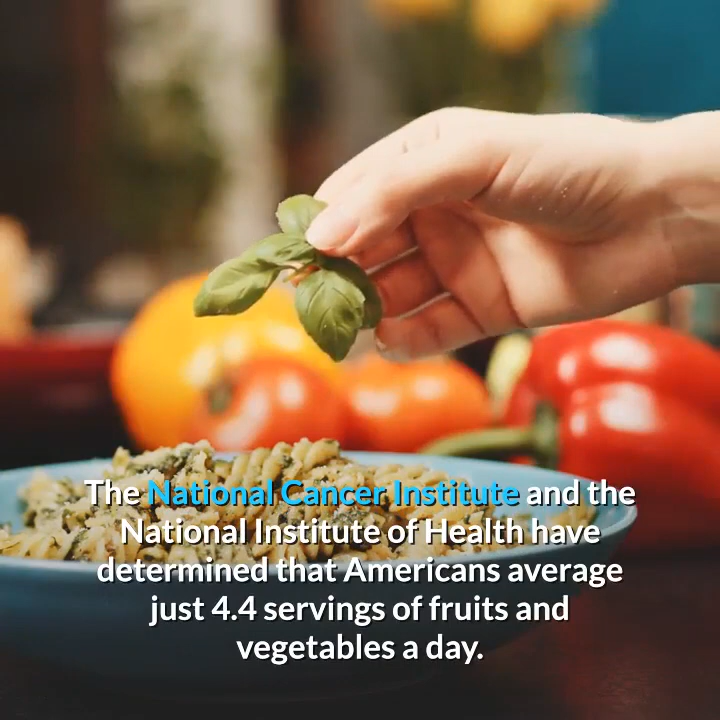 The National Cancer Institute and the
National Institute of Health have
determined that Americans average
just 4.4 servings of fruits and
vegetables a day.